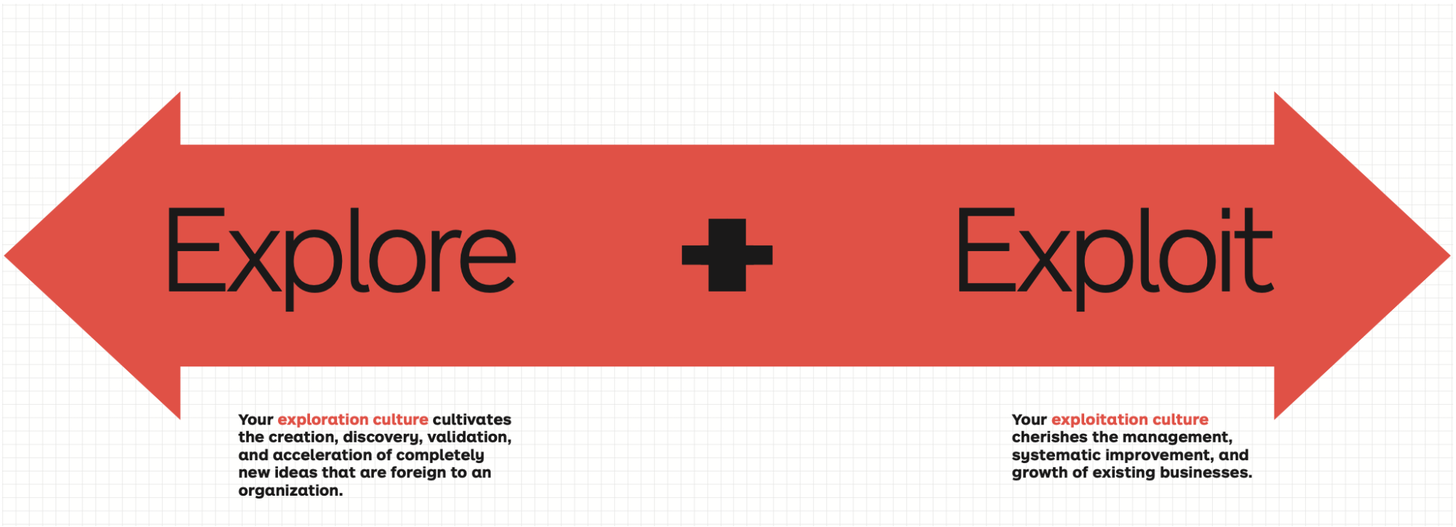 Explore + Exploit
Your exploration culture cultivates
the creation, discovery, validation,
and acceleration of completely
new ideas that are foreign to an
organization.
Your exploitation culture
cherishes the management,
systematic improvement, and
growth of existing businesses.